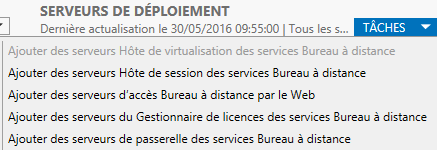 SERVEURS DE DÉPLOIEMENT
Dernière actualisation le 30/05/2016 09:55:00 | Tous les s... TÂCHES
Ajouter des serveurs Hôte de virtualisation des services Bureau à distance
Ajouter des serveurs Hôte de session des services Bureau à distance
Ajouter des serveurs d'accès Bureau à distance par le Web
Ajouter des serveurs du Gestionnaire de licences des services Bureau à distance
Ajouter des serveurs de passerelle des services Bureau à distance